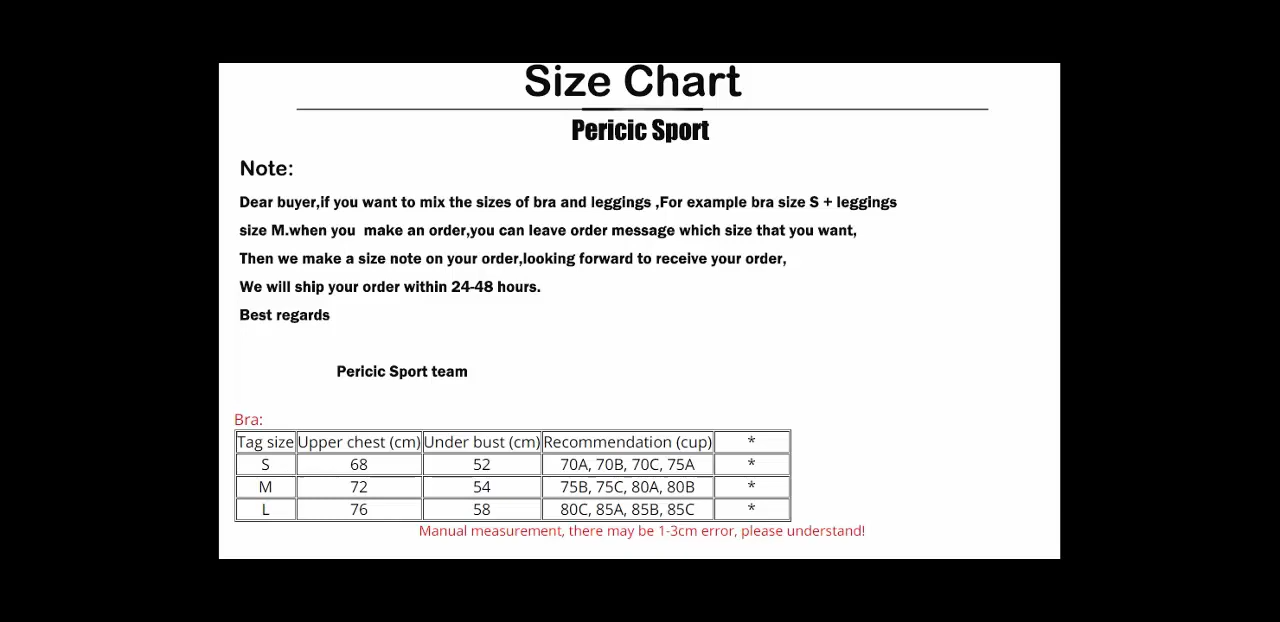 Size Chart
Pericic Sport
Note:
Dear buyer,if you want to mix the sizes of bra and leggings ,For example bra size S + leggings
size M.when you  make an order,you can leave order message which size that you want,
Then we make a size note on your order,looking forward to receive your order,
We will ship your order within 24-48 hours.
Best regards
Pericic Sport team
Bra:
Tag size Upper chest (cm) Under bust (cm) Recommendation (cup) *
S 68 52 70A, 70B, 70C, 75A *
M 72 54 75B, 75C, 80A, 80B *
L 76 58 80C, 85A, 85B, 85C *
Manual measurement, there may be 1-3cm error, please understand!